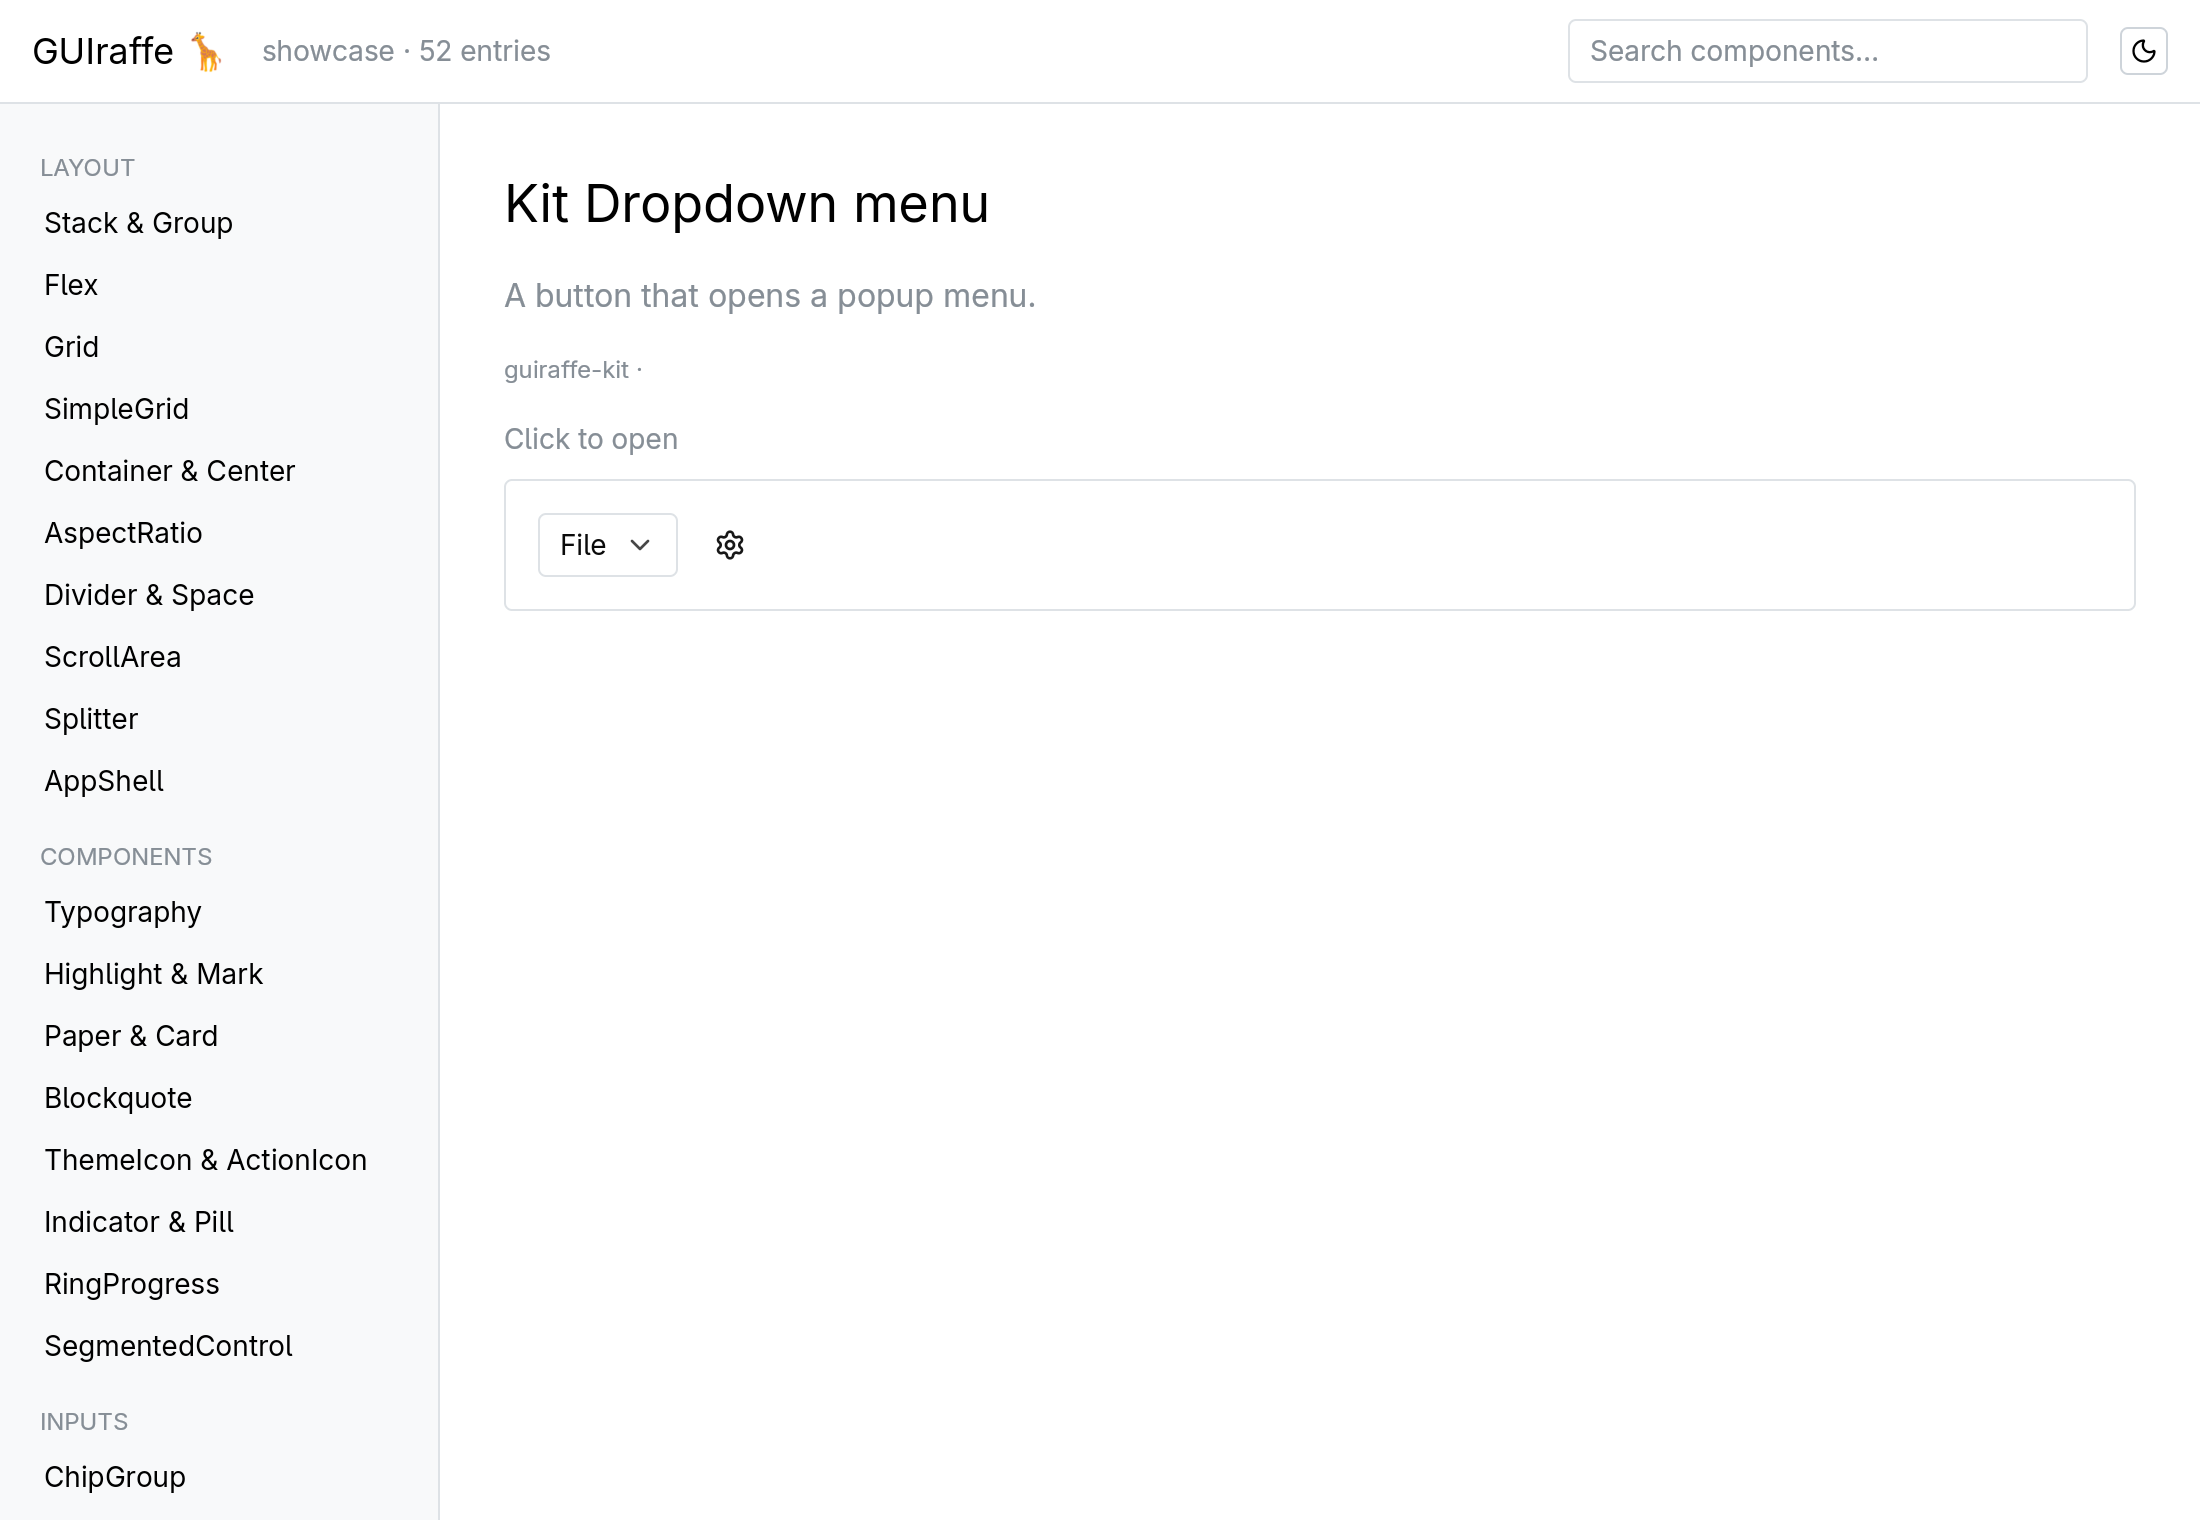 GUIraffe 🦒 showcase · 52 entries Search components...
LAYOUT
Stack & Group
Flex
Grid
SimpleGrid
Container & Center
AspectRatio
Divider & Space
ScrollArea
Splitter
AppShell
COMPONENTS
Typography
Highlight & Mark
Paper & Card
Blockquote
ThemeIcon & ActionIcon
Indicator & Pill
RingProgress
SegmentedControl
INPUTS
ChipGroup
Kit Dropdown menu
A button that opens a popup menu.
guiraffe-kit ·
Click to open
File